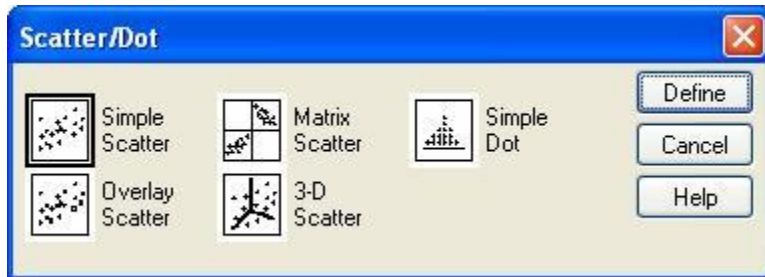 Scatter/Dot
Simple
Scatter
Matrix
Scatter
Simple
Dot
Overlay
Scatter
3-D
Scatter
Define
Cancel
Help